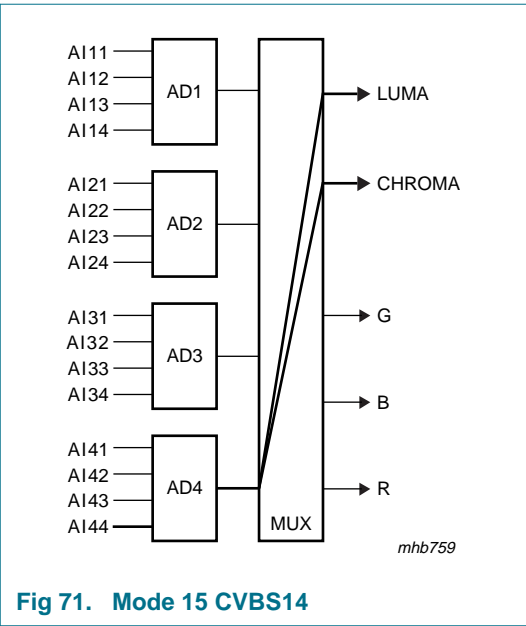 AI11
AI12
AI13
AI14
AD1
LUMA
CHROMA
AI21
AI22
AI23
AI24
AD2
AI31
AI32
AI33
AI34
AD3
G
B
AI41
AI42
AI43
AI44
AD4
R
MUX
mhb759
Fig 71. Mode 15 CVBS14